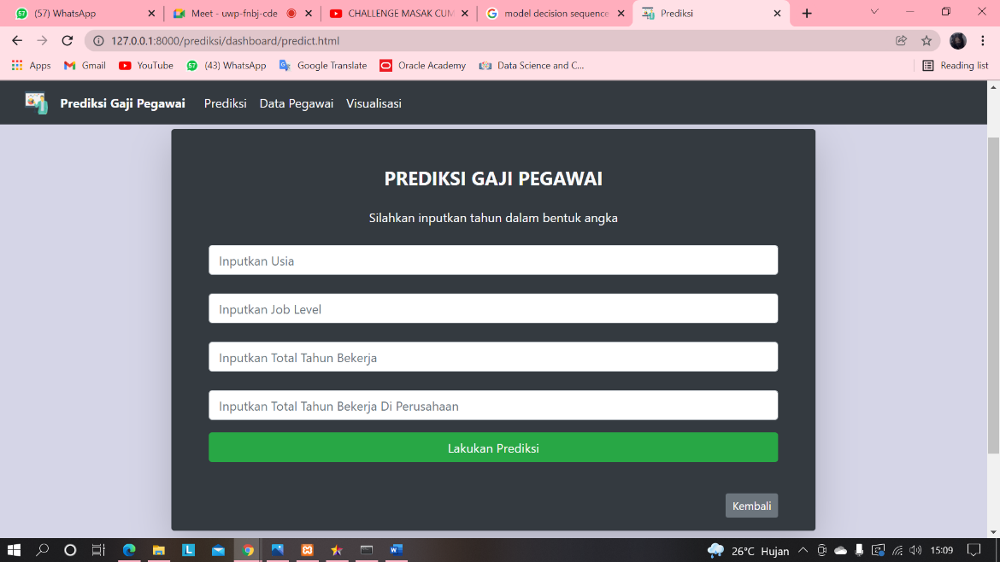 (57) WhatsApp
Meet - uwp-fnbj-cde
CHALLENGE MASAK CUM
model decision sequence
Prediksi
127.0.0.1:8000/prediksi/dashboard/predict.html
Apps
Gmail
YouTube
(43) WhatsApp
Google Translate
Oracle Academy
Data Science and C...
Reading list
Prediksi Gaji Pegawai
Prediksi
Data Pegawai
Visualisasi
PREDIKSI GAJI PEGAWAI
Silahkan inputkan tahun dalam bentuk angka
Inputkan Usia
Inputkan Job Level
Inputkan Total Tahun Bekerja
Inputkan Total Tahun Bekerja Di Perusahaan
Lakukan Prediksi
Kembali
26°C Hujan
15:09